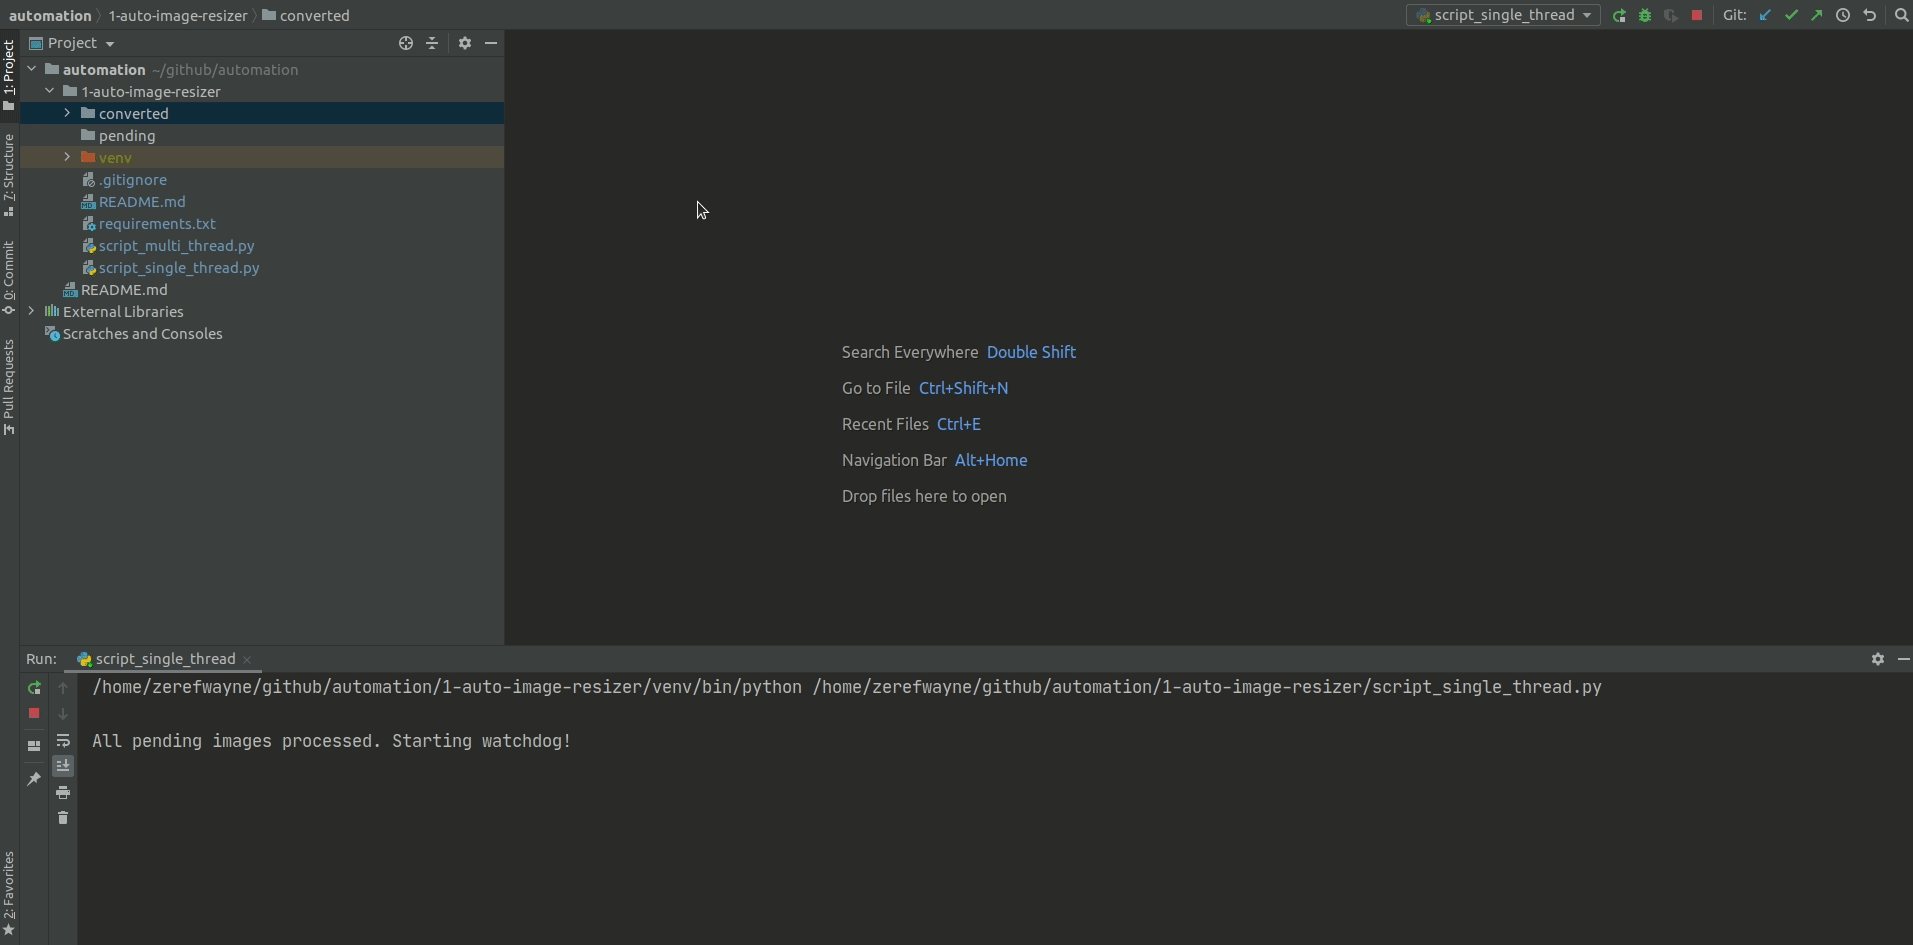 automation 1-auto-image-resizer converted script_single_thread Git:
Project
automation ~/github/automation
1-auto-image-resizer
converted
pending
venv
.gitignore
README.md
requirements.txt
script_multi_thread.py
script_single_thread.py
README.md
External Libraries
Scratches and Consoles
1: Project
7: Structure
0: Commit
Pull Requests
2: Favorites
Search Everywhere Double Shift
Go to File Ctrl+Shift+N
Recent Files Ctrl+E
Navigation Bar Alt+Home
Drop files here to open
Run: script_single_thread
/home/zerefwayne/github/automation/1-auto-image-resizer/venv/bin/python /home/zerefwayne/github/automation/1-auto-image-resizer/script_single_thread.py
All pending images processed. Starting watchdog!